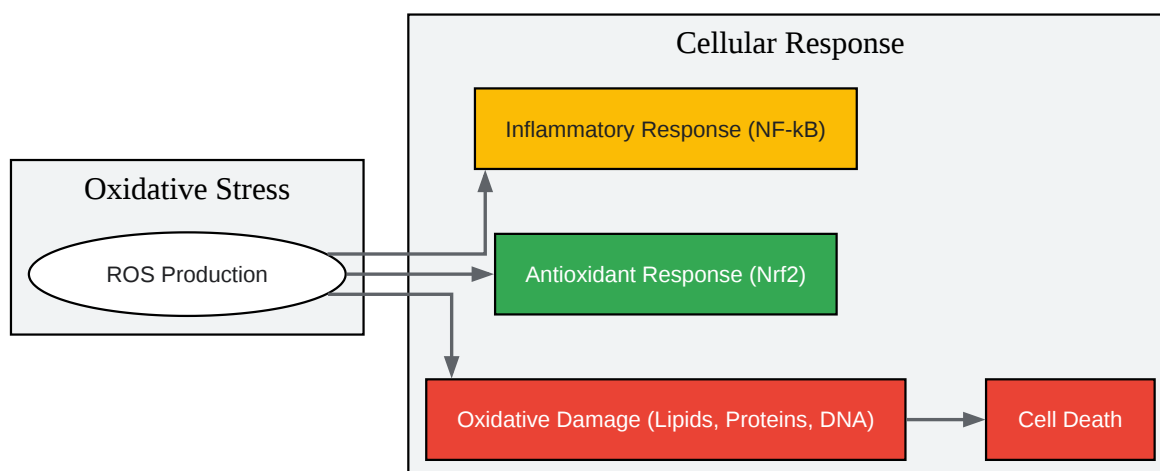 Cellular Response
Inflammatory Response (NF-kB)
Oxidative Stress
ROS Production
Antioxidant Response (Nrf2)
Oxidative Damage (Lipids, Proteins, DNA)
Cell Death